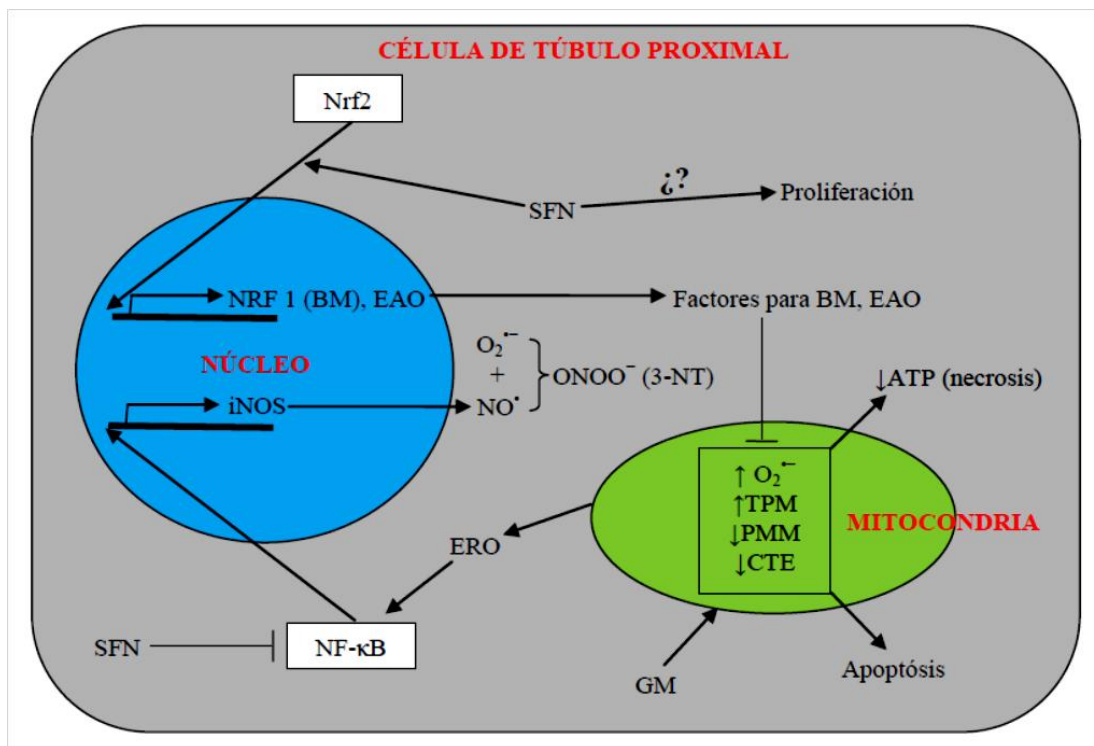 CÉLULA DE TÚBULO PROXIMAL
Nrf2
¿?
SFN
Proliferación
NRF 1 (BM), EAO
Factores para BM, EAO
NÚCLEO
O₂•⁻
+
NO•
ONOO⁻ (3-NT)
iNOS
↓ATP (necrosis)
↑ O₂•⁻
↑TPM
↓PMM
↓CTE
MITOCONDRIA
ERO
SFN
NF-κB
GM
Apoptósis